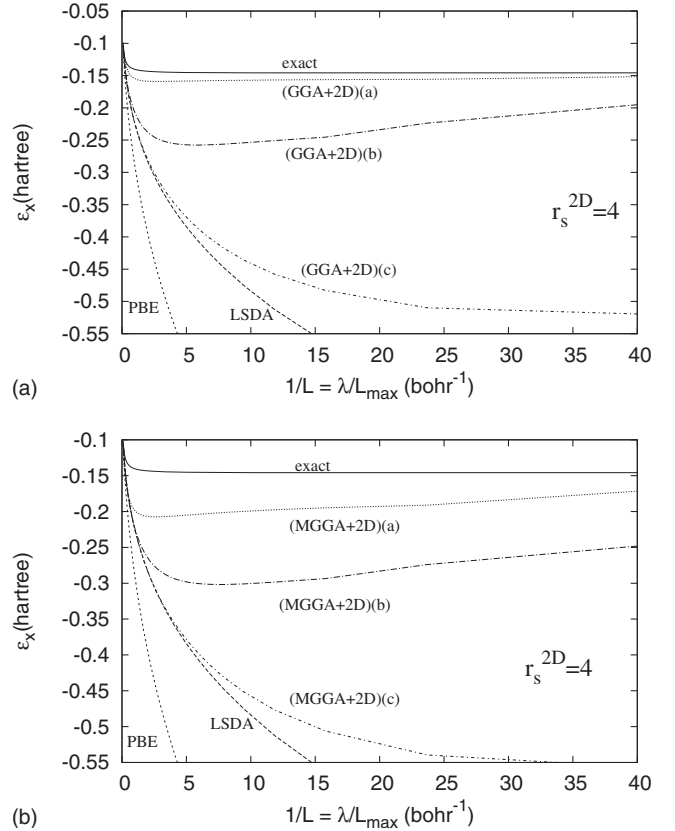 -0.05
-0.1
-0.15
-0.2
-0.25
-0.3
-0.35
-0.4
-0.45
-0.5
-0.55
εx(hartree)
exact
(GGA+2D)(a)
(GGA+2D)(b)
rs2D=4
(GGA+2D)(c)
PBE
LSDA
0 5 10 15 20 25 30 35 40
(a)
1/L = λ/Lmax (bohr-1)
-0.1
-0.15
-0.2
-0.25
-0.3
-0.35
-0.4
-0.45
-0.5
-0.55
εx(hartree)
exact
(MGGA+2D)(a)
(MGGA+2D)(b)
rs2D=4
(MGGA+2D)(c)
LSDA
PBE
0 5 10 15 20 25 30 35 40
(b)
1/L = λ/Lmax (bohr-1)